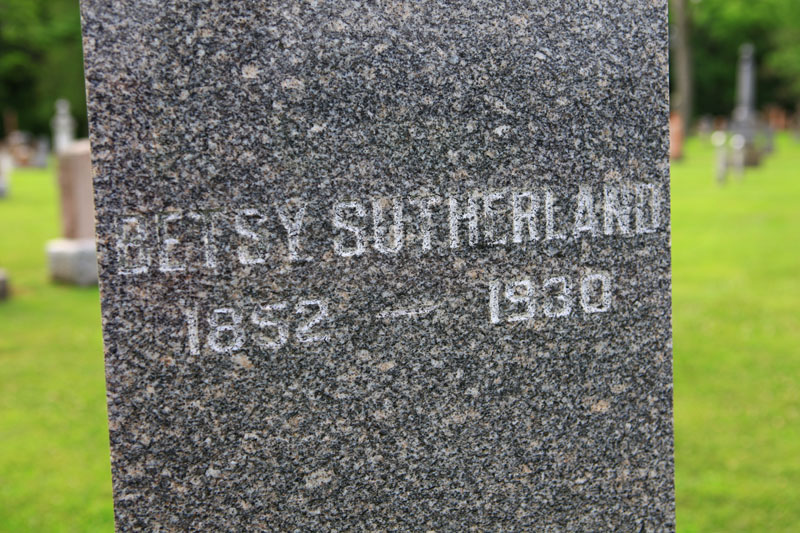 BETSY SUTHERLAND
1852 — 1930